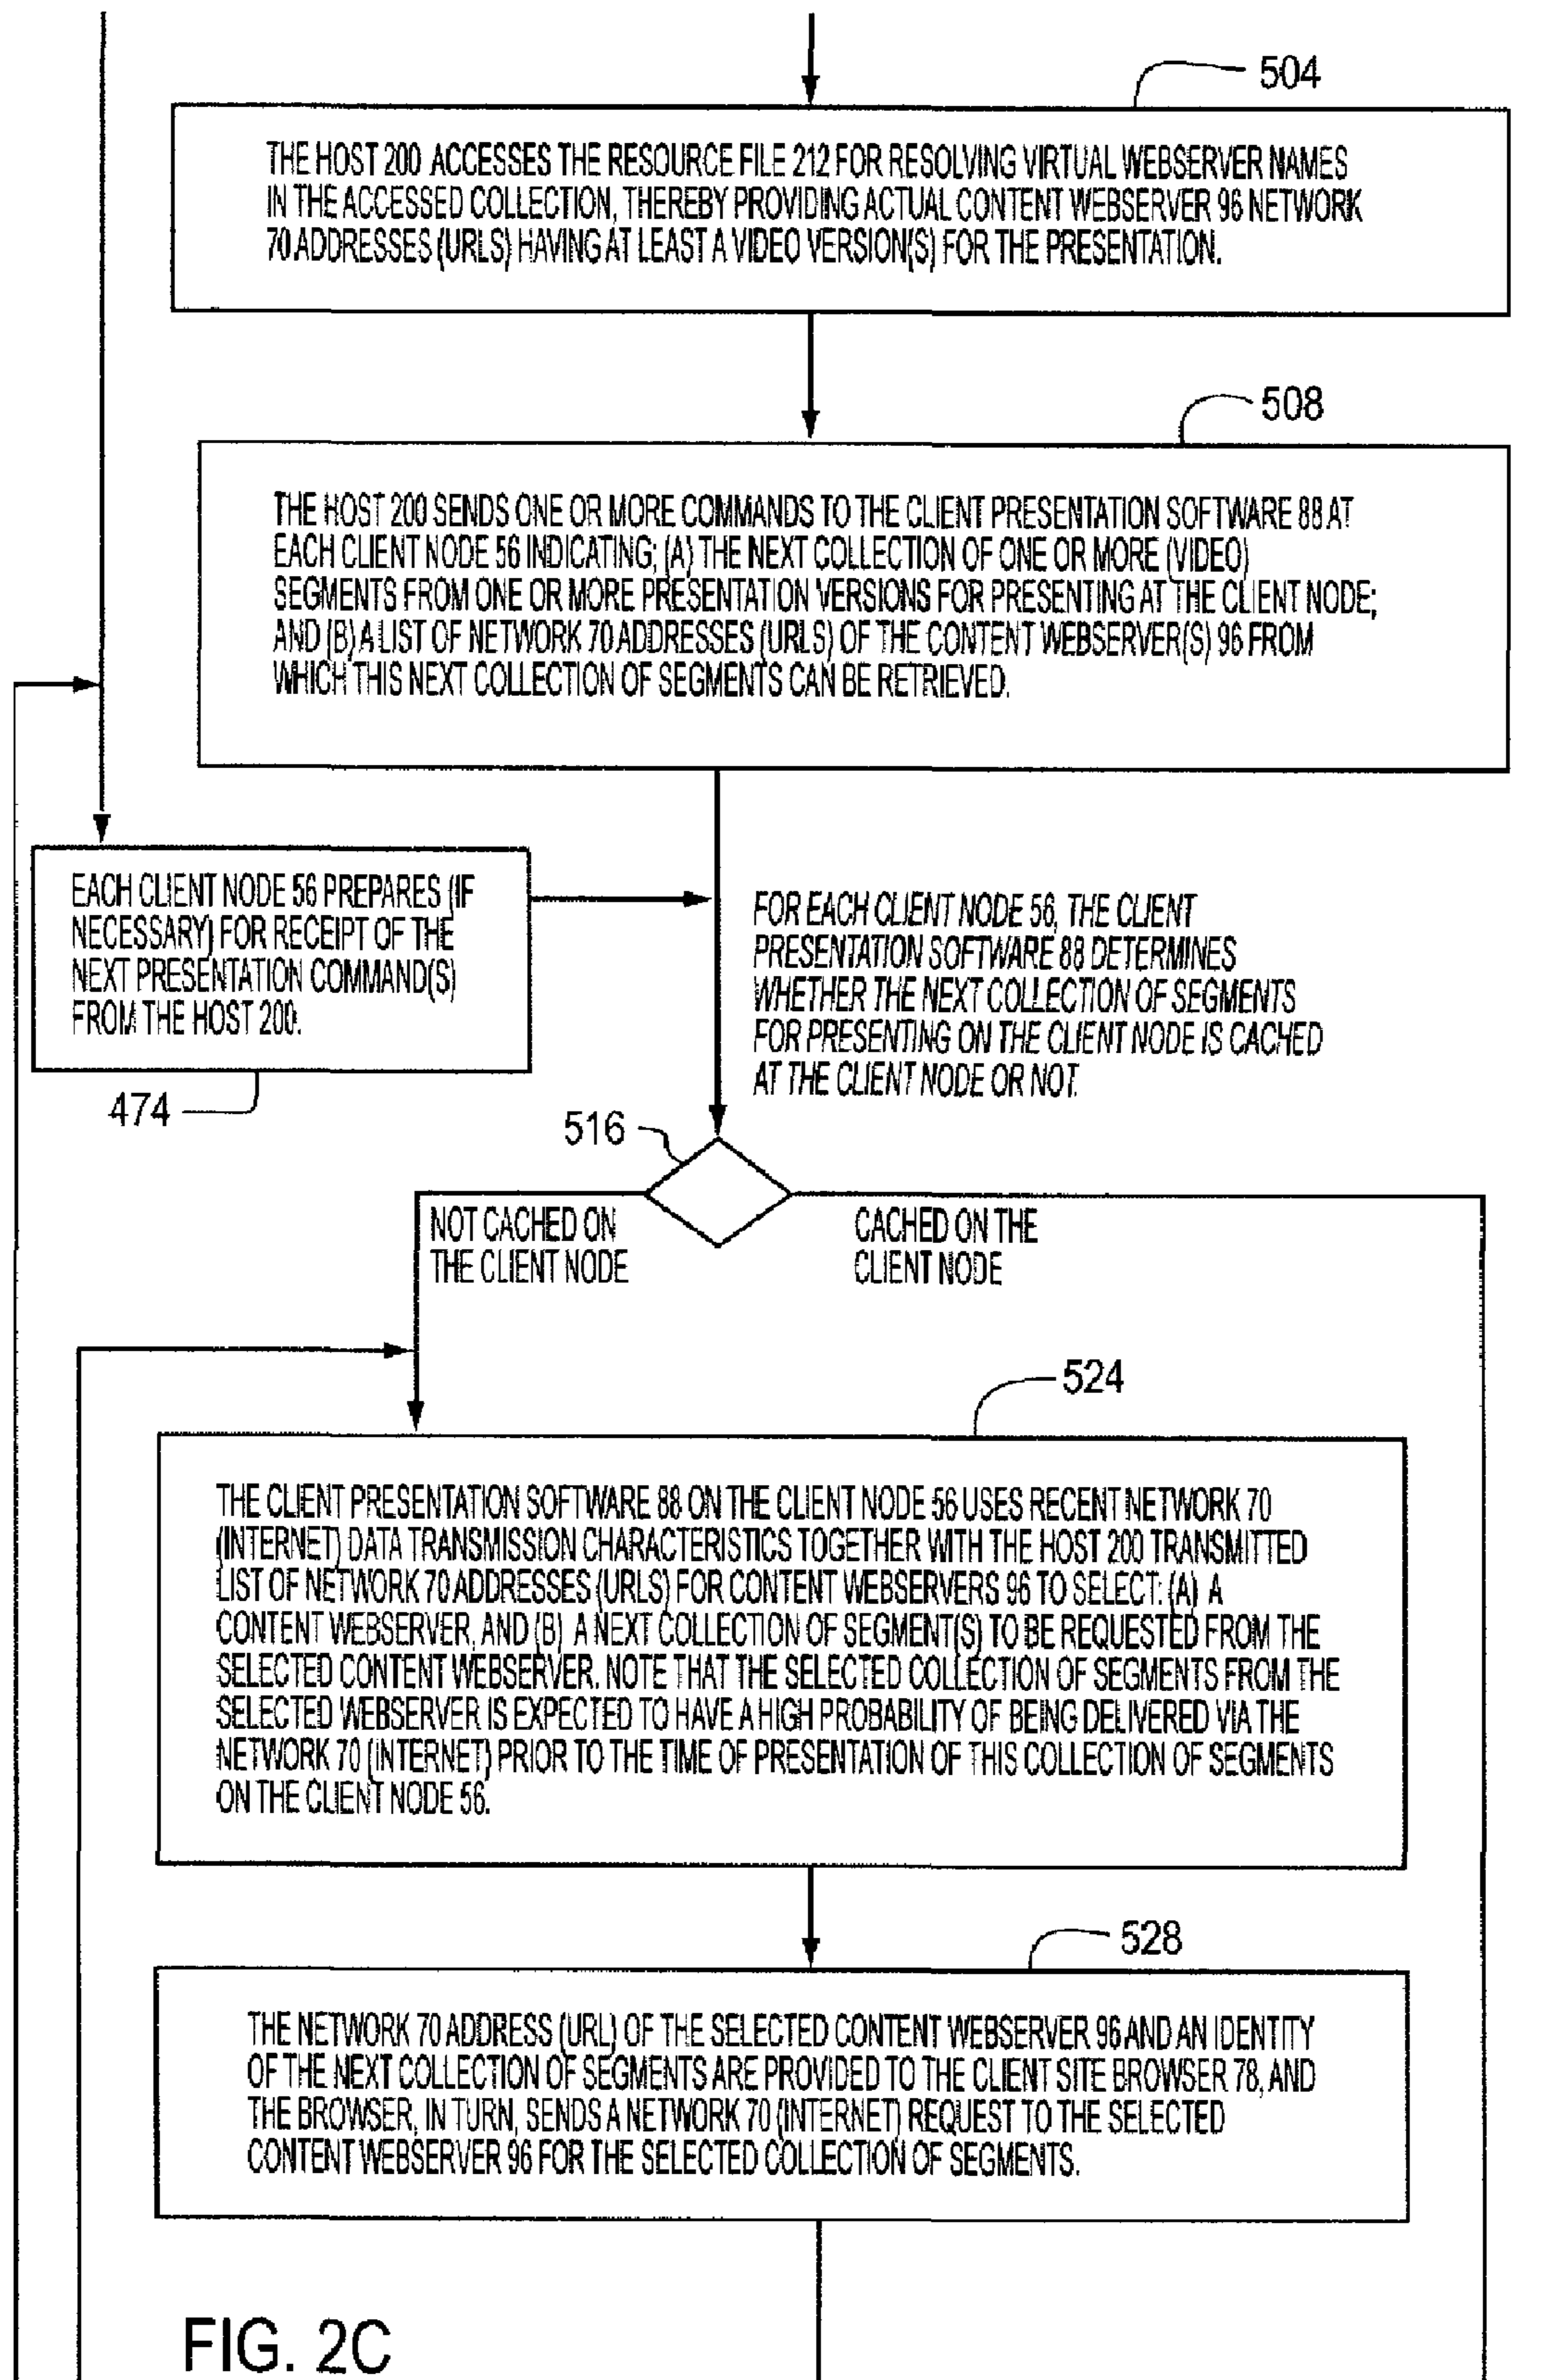 504
THE HOST 200 ACCESSES THE RESOURCE FILE 212 FOR RESOLVING VIRTUAL WEBSERVER NAMES
IN THE ACCESSED COLLECTION, THEREBY PROVIDING ACTUAL CONTENT WEBSERVER 96 NETWORK
70 ADDRESSES (URLS) HAVING AT LEAST A VIDEO VERSION(S) FOR THE PRESENTATION.
508
THE HOST 200 SENDS ONE OR MORE COMMANDS TO THE CLIENT PRESENTATION SOFTWARE 88 AT
EACH CLIENT NODE 56 INDICATING; (A) THE NEXT COLLECTION OF ONE OR MORE (VIDEO)
SEGMENTS FROM ONE OR MORE PRESENTATION VERSIONS FOR PRESENTING AT THE CLIENT NODE;
AND (B) A LIST OF NETWORK 70 ADDRESSES (URLS) OF THE CONTENT WEBSERVER(S) 96 FROM
WHICH THIS NEXT COLLECTION OF SEGMENTS CAN BE RETRIEVED.
EACH CLIENT NODE 56 PREPARES (IF
NECESSARY) FOR RECEIPT OF THE
NEXT PRESENTATION COMMAND(S)
FROM THE HOST 200.
474
FOR EACH CLIENT NODE 56, THE CLIENT
PRESENTATION SOFTWARE 88 DETERMINES
WHETHER THE NEXT COLLECTION OF SEGMENTS
FOR PRESENTING ON THE CLIENT NODE IS CACHED
AT THE CLIENT NODE OR NOT.
516
NOT CACHED ON
THE CLIENT NODE
CACHED ON THE
CLIENT NODE
524
THE CLIENT PRESENTATION SOFTWARE 88 ON THE CLIENT NODE 56 USES RECENT NETWORK 70
(INTERNET) DATA TRANSMISSION CHARACTERISTICS TOGETHER WITH THE HOST 200 TRANSMITTED
LIST OF NETWORK 70 ADDRESSES (URLS) FOR CONTENT WEBSERVERS 96 TO SELECT: (A) A
CONTENT WEBSERVER, AND (B) A NEXT COLLECTION OF SEGMENT(S) TO BE REQUESTED FROM THE
SELECTED CONTENT WEBSERVER. NOTE THAT THE SELECTED COLLECTION OF SEGMENTS FROM THE
SELECTED WEBSERVER IS EXPECTED TO HAVE A HIGH PROBABILITY OF BEING DELIVERED VIA THE
NETWORK 70 (INTERNET) PRIOR TO THE TIME OF PRESENTATION OF THIS COLLECTION OF SEGMENTS
ON THE CLIENT NODE 56.
528
THE NETWORK 70 ADDRESS (URL) OF THE SELECTED CONTENT WEBSERVER 96 AND AN IDENTITY
OF THE NEXT COLLECTION OF SEGMENTS ARE PROVIDED TO THE CLIENT SITE BROWSER 78, AND
THE BROWSER, IN TURN, SENDS A NETWORK 70 (INTERNET) REQUEST TO THE SELECTED
CONTENT WEBSERVER 96 FOR THE SELECTED COLLECTION OF SEGMENTS.
FIG. 2C